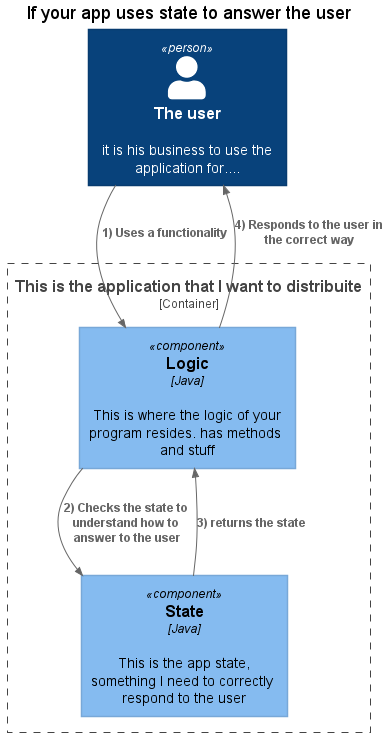 If your app uses state to answer the user
«person»
The user
it is his business to use the
application for....
1) Uses a functionality
4) Responds to the user in
the correct way
This is the application that I want to distribuite
[Container]
«component»
Logic
[Java]
This is where the logic of your
program resides. has methods
and stuff
2) Checks the state to
understand how to
answer to the user
3) returns the state
«component»
State
[Java]
This is the app state,
something I need to correctly
respond to the user